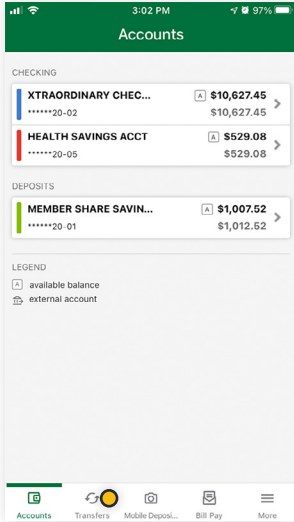 3:02 PM 97%
Accounts
CHECKING
XTRAORDINARY CHEC... A $10,627.45
******20-02 $10,627.45
HEALTH SAVINGS ACCT A $529.08
******20-05 $529.08
DEPOSITS
MEMBER SHARE SAVIN... A $1,007.52
******20-01 $1,012.52
LEGEND
A available balance
external account
Accounts Transfers Mobile Deposi... Bill Pay More